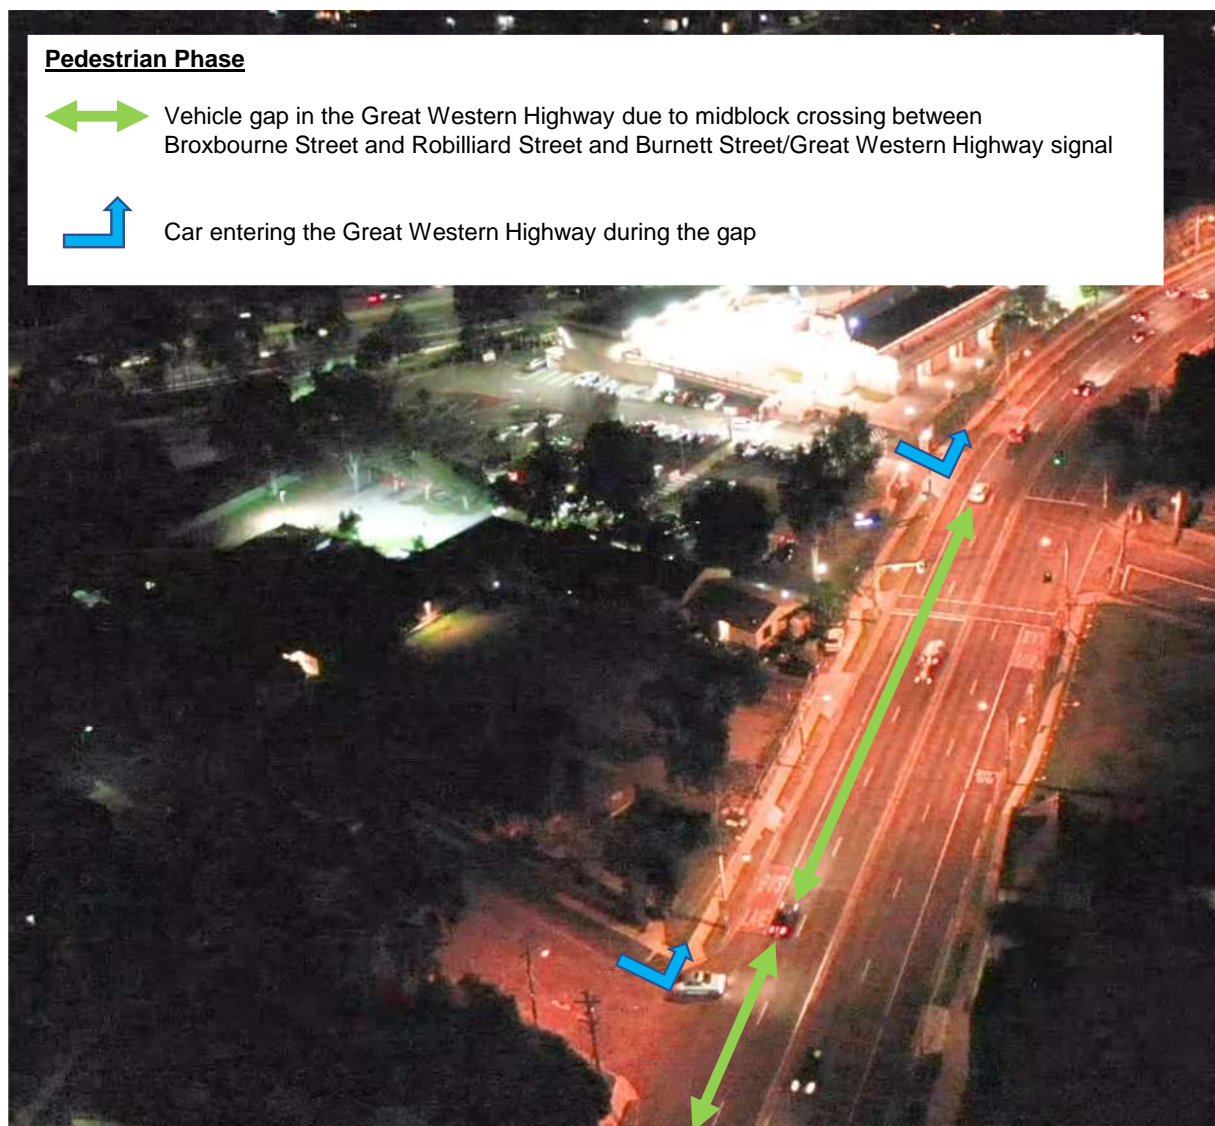 Pedestrian Phase
Vehicle gap in the Great Western Highway due to midblock crossing between
Broxbourne Street and Robilliard Street and Burnett Street/Great Western Highway signal
Car entering the Great Western Highway during the gap